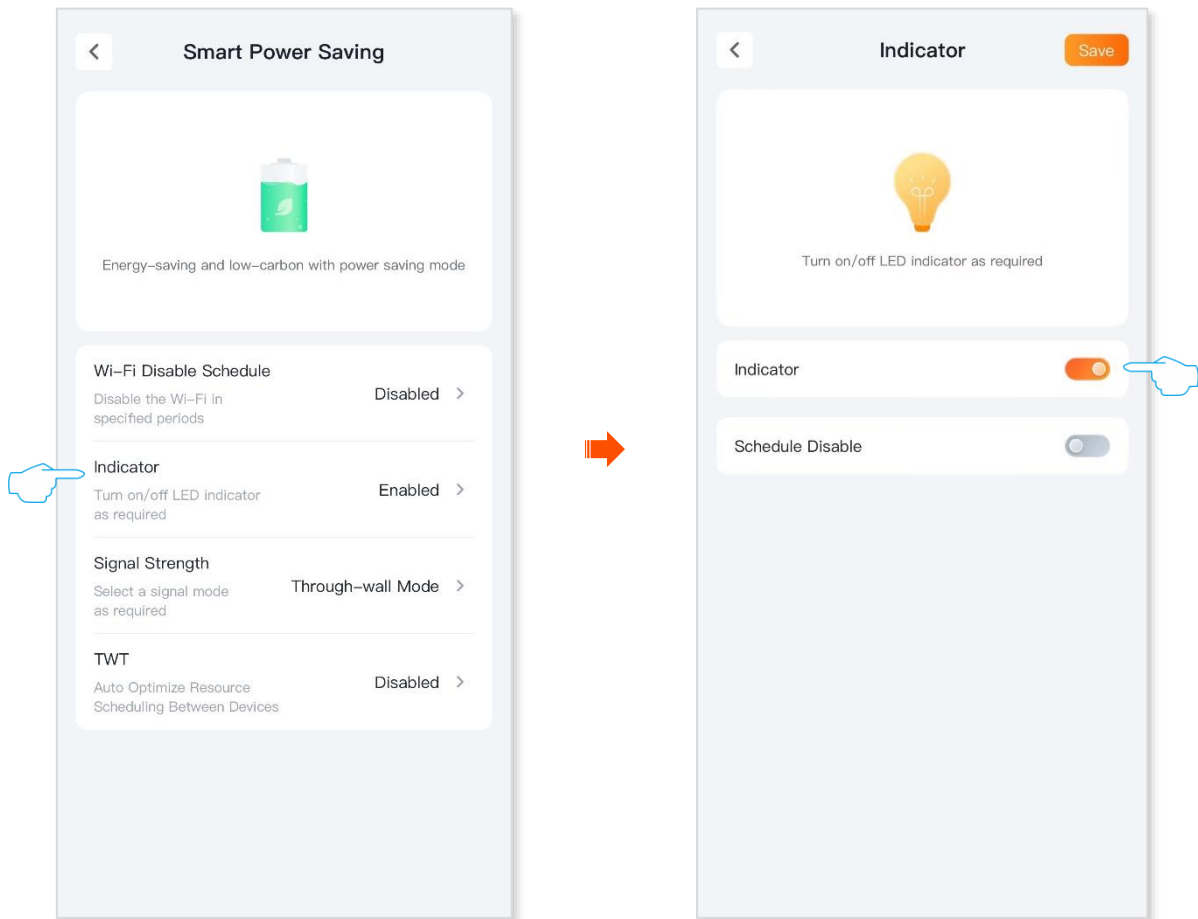 Smart Power Saving
Energy-saving and low-carbon with power saving mode
Wi-Fi Disable Schedule
Disable the Wi-Fi in
specified periods
Disabled
Indicator
Turn on/off LED indicator
as required
Enabled
Signal Strength
Select a signal mode
as required
Through-wall Mode
TWT
Auto Optimize Resource
Scheduling Between Devices
Disabled
Indicator
Save
Turn on/off LED indicator as required
Indicator
Schedule Disable